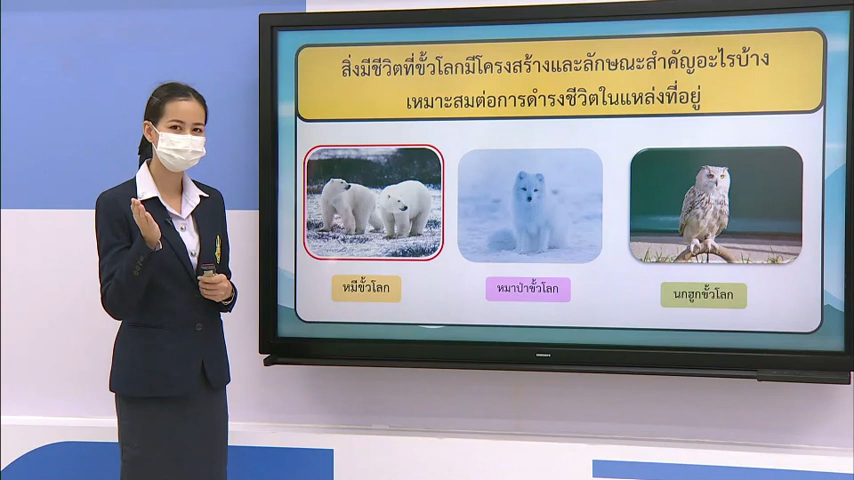 สิ่งมีชีวิตที่ขั้วโลกมีโครงสร้างและลักษณะสำคัญอะไรบ้าง
เหมาะสมต่อการดำรงชีวิตในแหล่งที่อยู่
หมีขั้วโลก
หมาป่าขั้วโลก
นกฮูกขั้วโลก